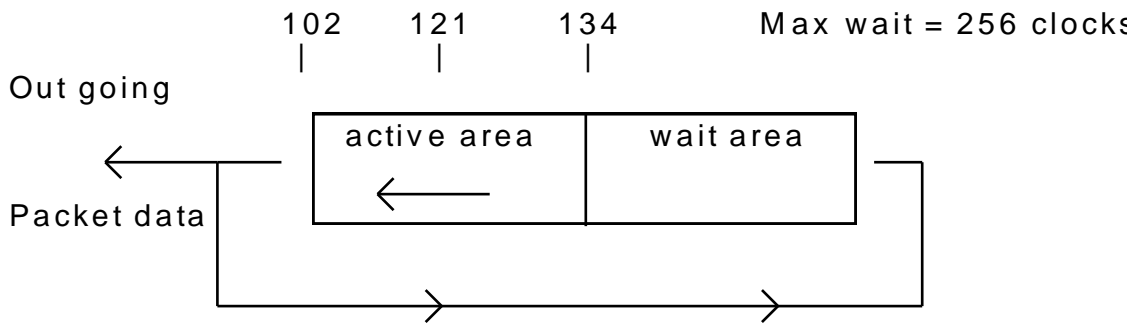 102 121 134 Max wait = 256 clocks
Out going
active area wait area
Packet data